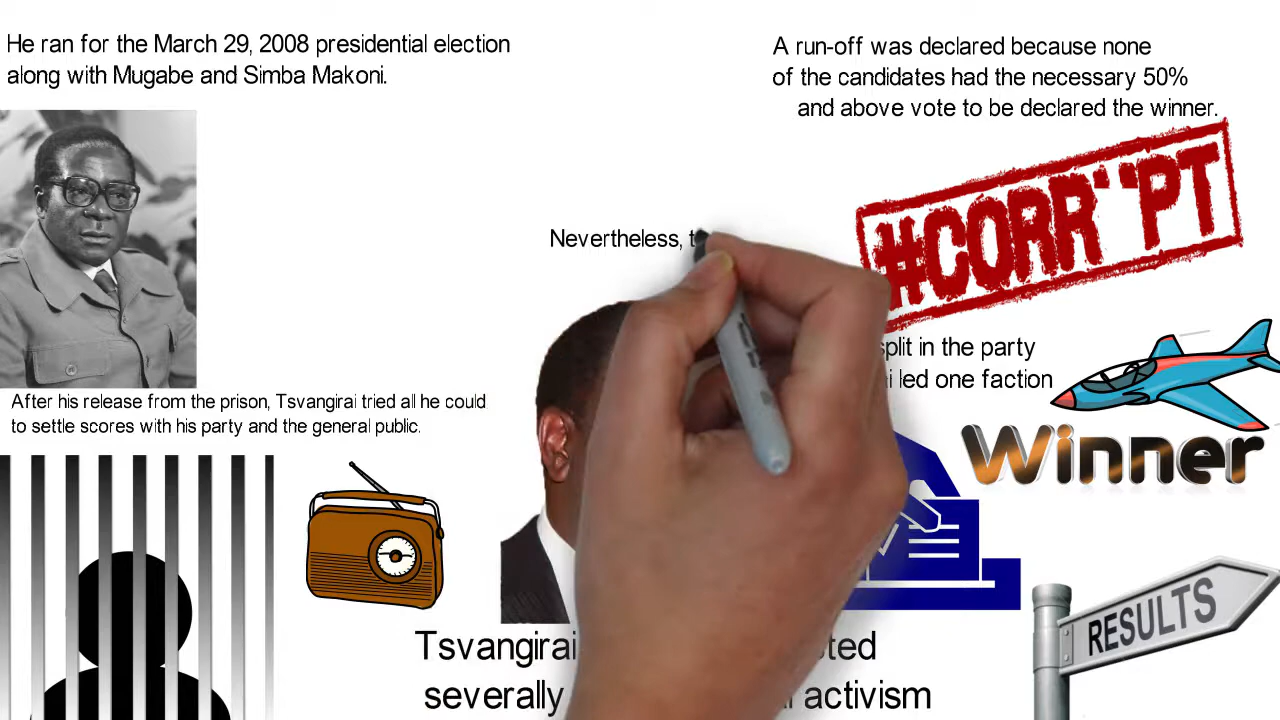 He ran for the March 29, 2008 presidential election
along with Mugabe and Simba Makoni.
A run-off was declared because none
of the candidates had the necessary 50%
and above vote to be declared the winner.
#CORR¨PT
Nevertheless, t
split in the party
led one faction
Winner
After his release from the prison, Tsvangirai tried all he could
to settle scores with his party and the general public.
RESULTS
Tsvangirai
severally activism